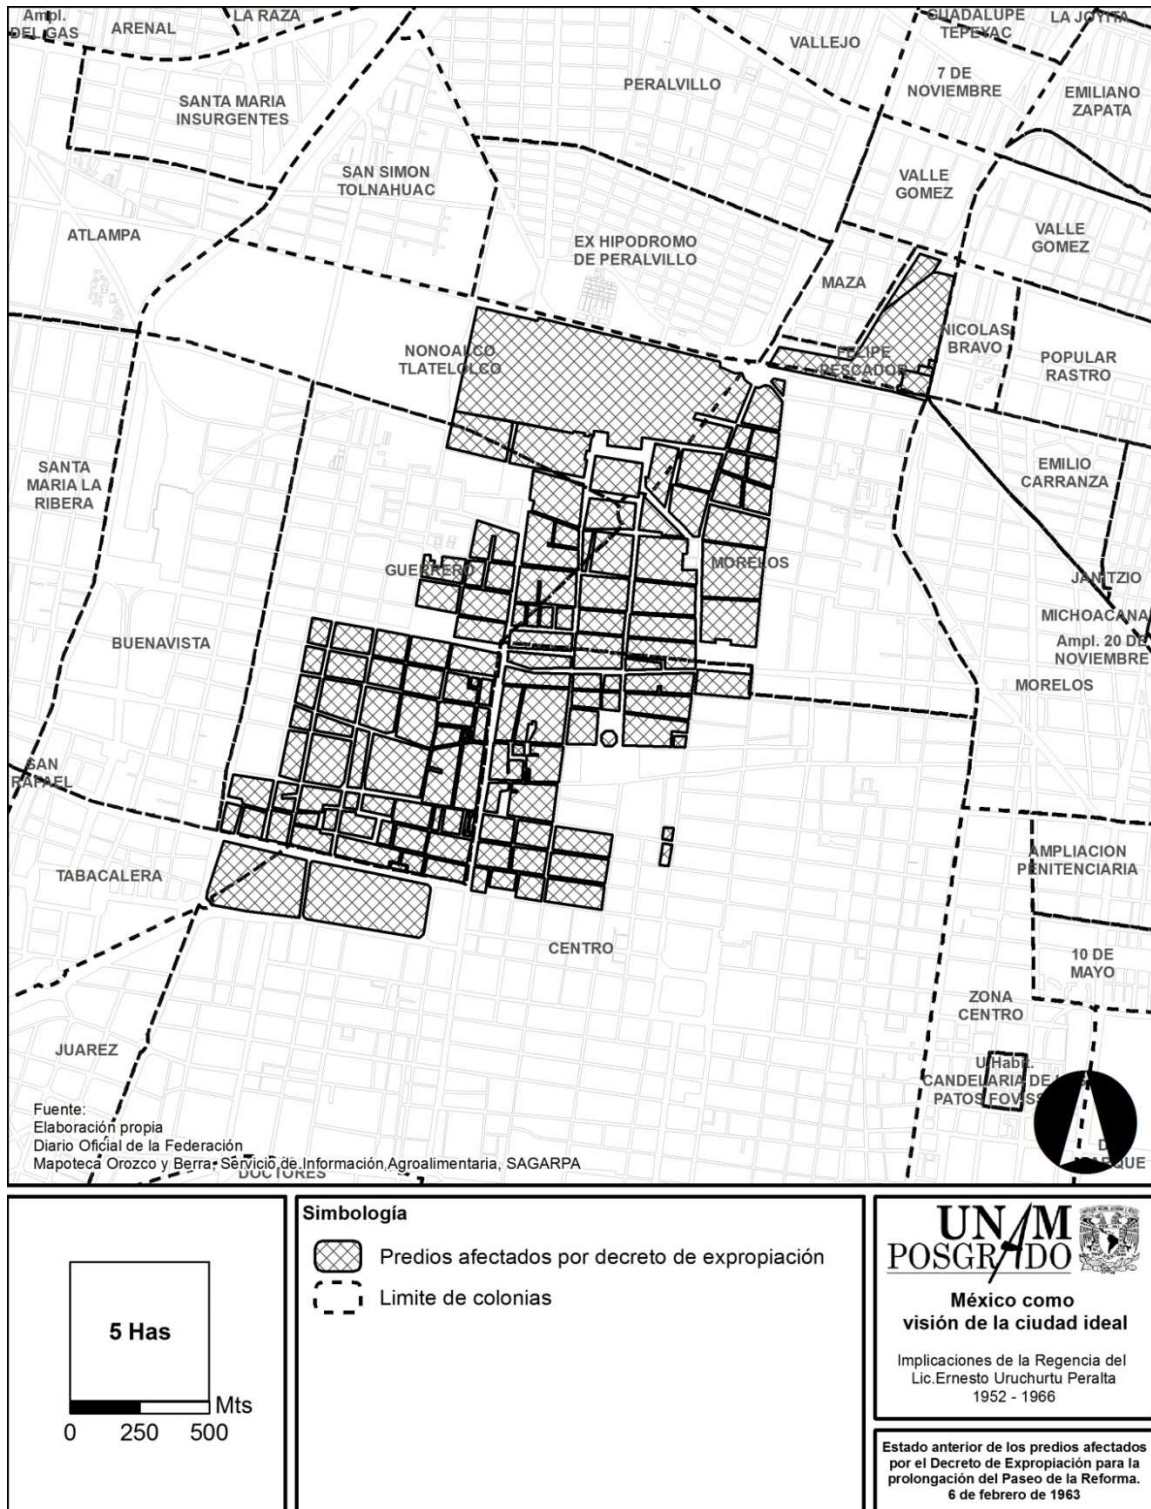 Ampl.
DEL GAS
ARENAL
LA RAZA
VALLEJO
GUADALUPE
TEPEYAC
LA JOYITA
SANTA MARIA
INSURGENTES
PERALVILLO
7 DE
NOVIEMBRE
EMILIANO
ZAPATA
SAN SIMON
TOLNAHUAC
VALLE
GOMEZ
ATLAMPA
EX HIPODROMO
DE PERALVILLO
VALLE
GOMEZ
MAZA
NONOALCO
TLATELOLCO
FELIPE
PESCADOR
NICOLAS
BRAVO
POPULAR
RASTRO
SANTA
MARIA LA
RIBERA
EMILIO
CARRANZA
GUERRERO
MORELOS
JANITZIO
MICHOACANA
BUENAVISTA
Ampl. 20 DE
NOVIEMBRE
MORELOS
SAN
RAFAEL
TABACALERA
AMPLIACION
PENITENCIARIA
CENTRO
10 DE
MAYO
ZONA
CENTRO
JUAREZ
U.Habit.
CANDELARIA DE
PATOS FOVISS
Fuente:
Elaboración propia
Diario Oficial de la Federación
Mapoteca Orozco y Berra, Servicio de Información Agroalimentaria, SAGARPA
DOCTORES
5 Has
Mts
0 250 500
Simbología
Predios afectados por decreto de expropiación
Limite de colonias
UNAM
POSGRADO
México como
visión de la ciudad ideal
Implicaciones de la Regencia del
Lic.Ernesto Uruchurtu Peralta
1952 - 1966
Estado anterior de los predios afectados
por el Decreto de Expropiación para la
prolongación del Paseo de la Reforma.
6 de febrero de 1963